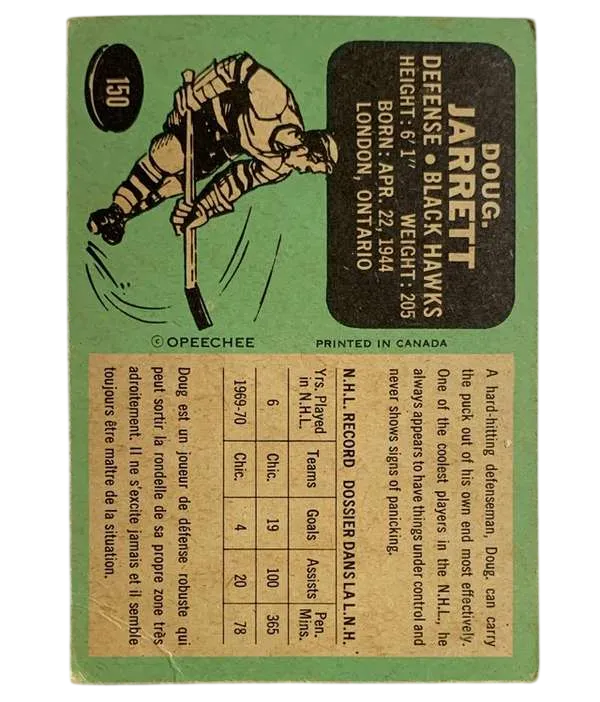 150
DOUG.
JARRETT
DEFENSE • BLACK HAWKS
HEIGHT: 6'1" WEIGHT: 205
BORN: APR. 22, 1944
LONDON, ONTARIO
© OPEECHEE
PRINTED IN CANADA
A hard-hitting defenseman, Doug. can carry
the puck out of his own end most effectively.
One of the coolest players in the N.H.L., he
always appears to have things under control and
never shows signs of panicking.
N.H.L. RECORD DOSSIER DANS LA L.N.H.
Yrs. Played in N.H.L. Teams Goals Assists Pen. Mins.
6 Chic. 19 100 365
1969-70 Chic. 4 20 78
Doug est un joueur de défense robuste qui
peut sortir la rondelle de sa propre zone très
adroitement. Il ne s'excite jamais et il semble
toujours être maître de la situation.